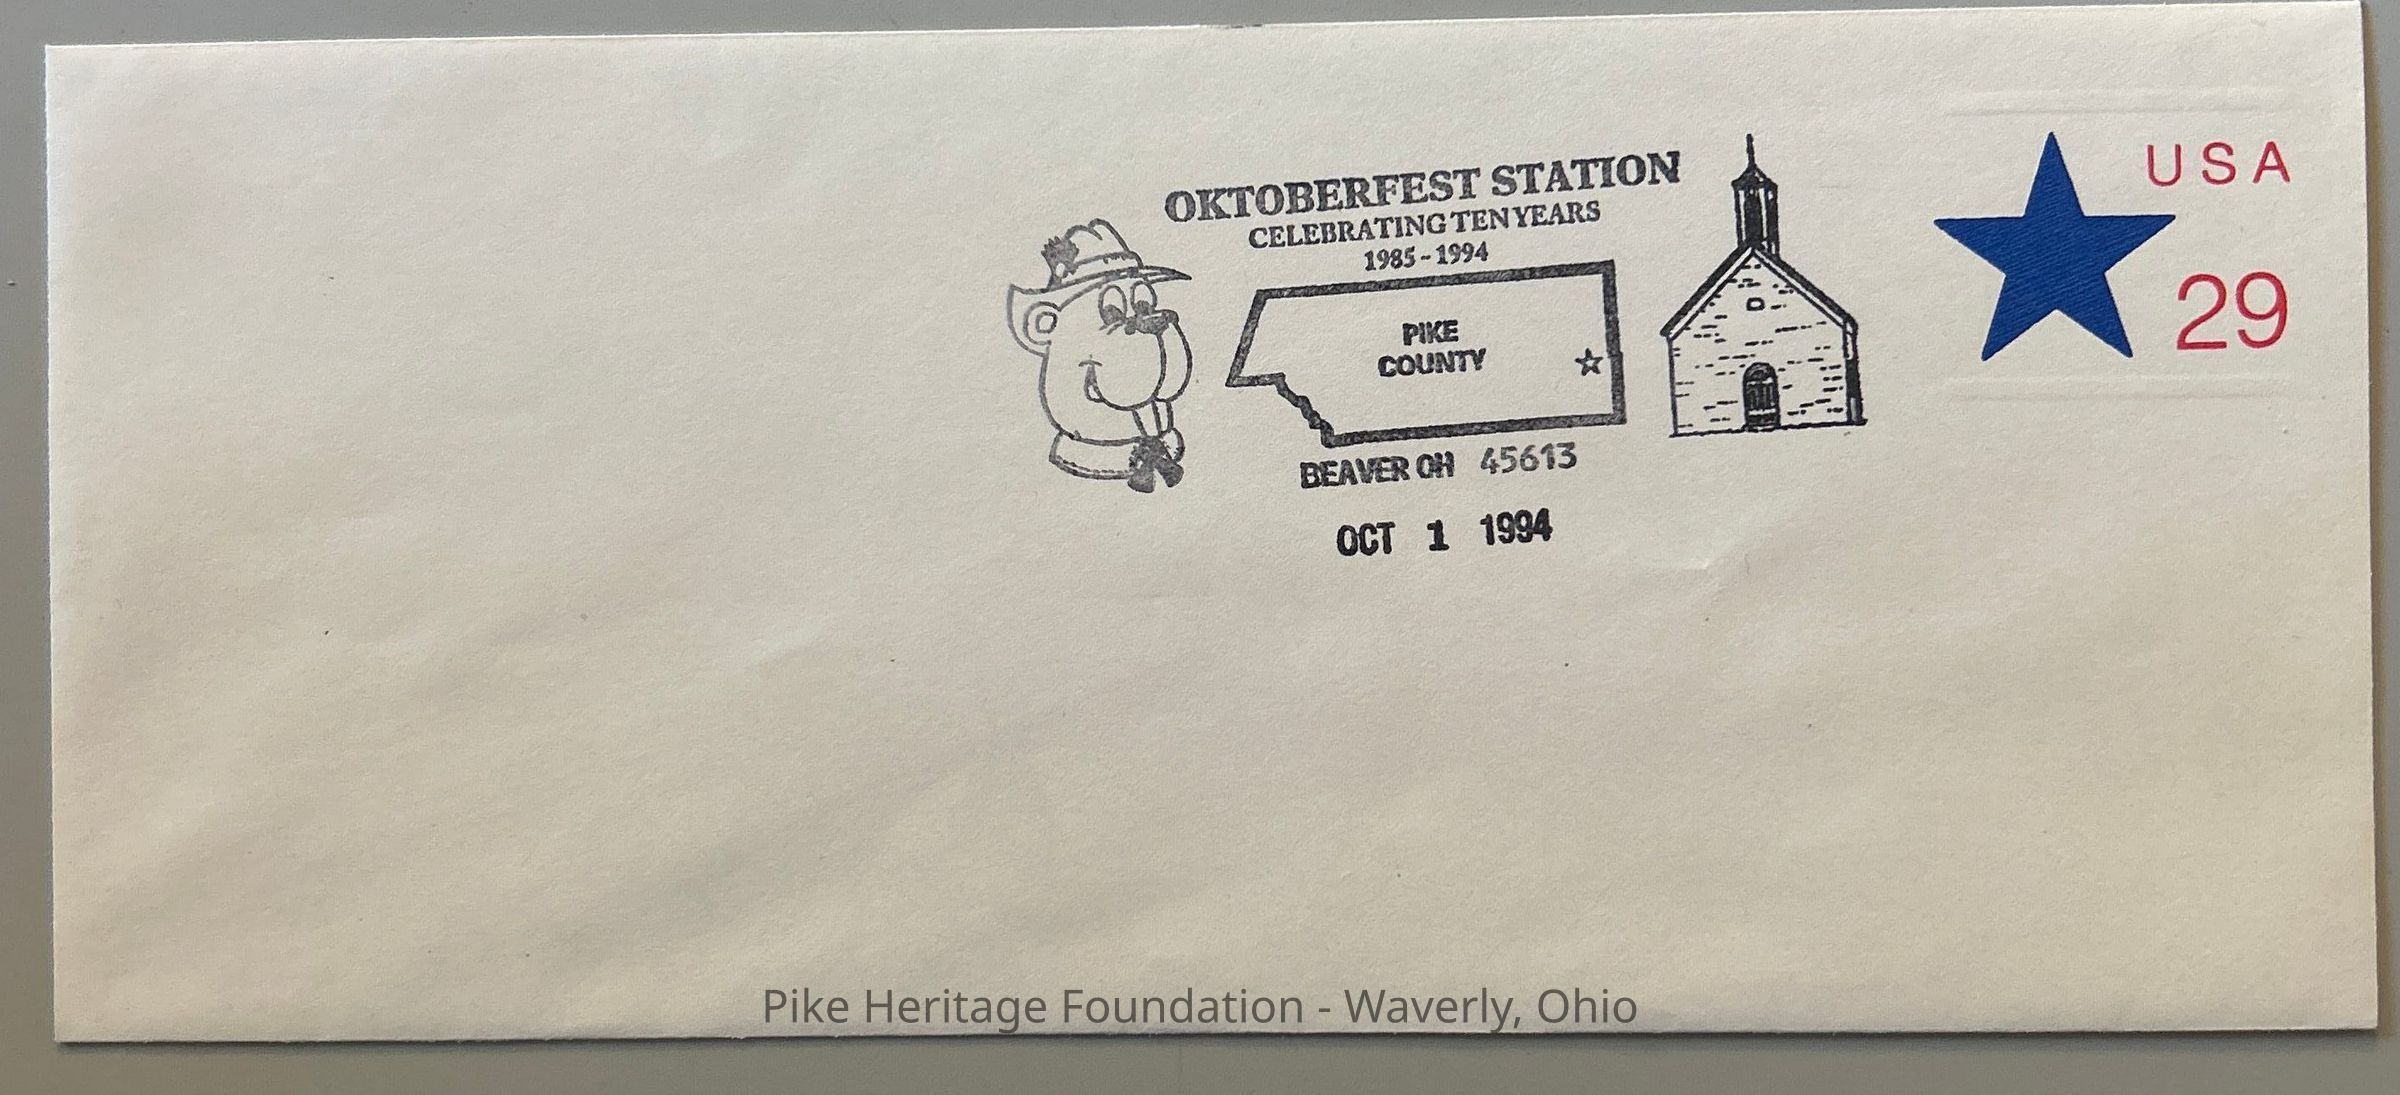 OKTOBERFEST STATION
CELEBRATING TEN YEARS
1985 - 1994
PIKE
COUNTY
BEAVER OH 45613
OCT 1 1994
USA
29
Pike Heritage Foundation - Waverly, Ohio